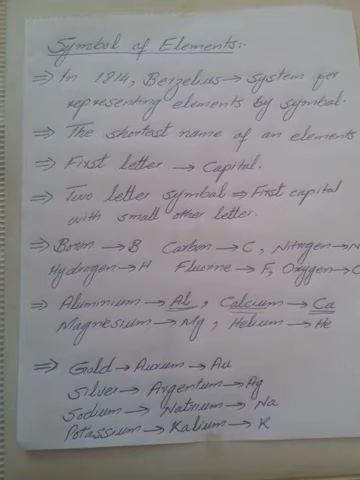 Symbol of Elements:-
⇒ In 1814, Berzelius → system for
representing elements by symbol.
⇒ The shortest name of an elements
⇒ First letter → Capital.
⇒ Two letter symbol ⇒ First capital
with small other letter.
⇒ Boron → B Carbon → C, Nitrogen → N
Hydrogen → H Fluorine → F, Oxygen → O
⇒ Aluminium → Al, Calcium → Ca
Magnesium → Mg, Helium → He
⇒ Gold → Aurum → Au
Silver → Argentum → Ag
Sodium → Natrium → Na
Potassium → Kalium → K